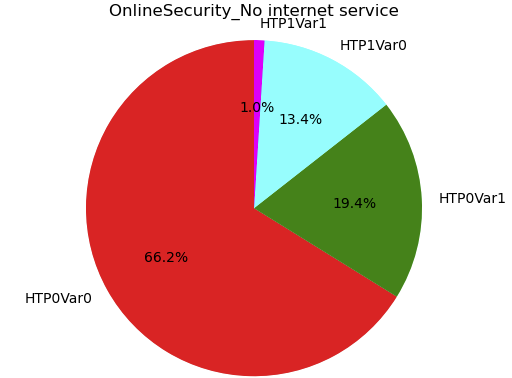 OnlineSecurity_No internet service
HTP1Var1
HTP1Var0
1.0%
13.4%
HTP0Var1
19.4%
66.2%
HTP0Var0